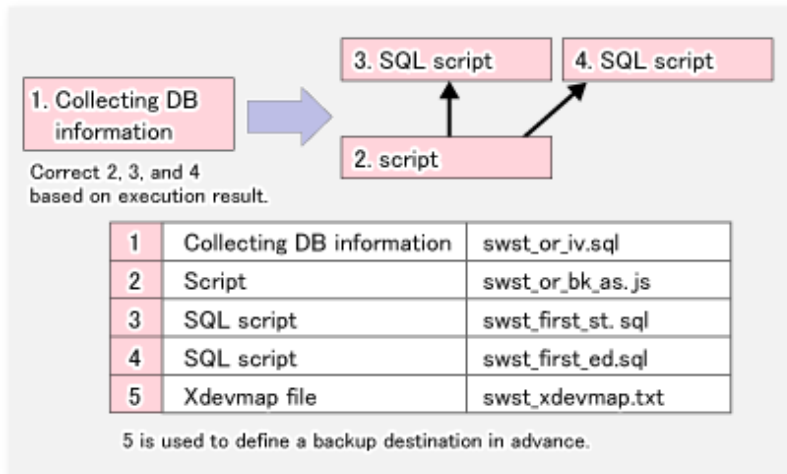 3. SQL script
4. SQL script
1. Collecting DB
information
2. script
Correct 2, 3, and 4
based on execution result.
1 Collecting DB information swst_or_iv.sql
2 Script swst_or_bk_as.js
3 SQL script swst_first_st. sql
4 SQL script swst_first_ed.sql
5 Xdevmap file swst_xdevmap.txt
5 is used to define a backup destination in advance.